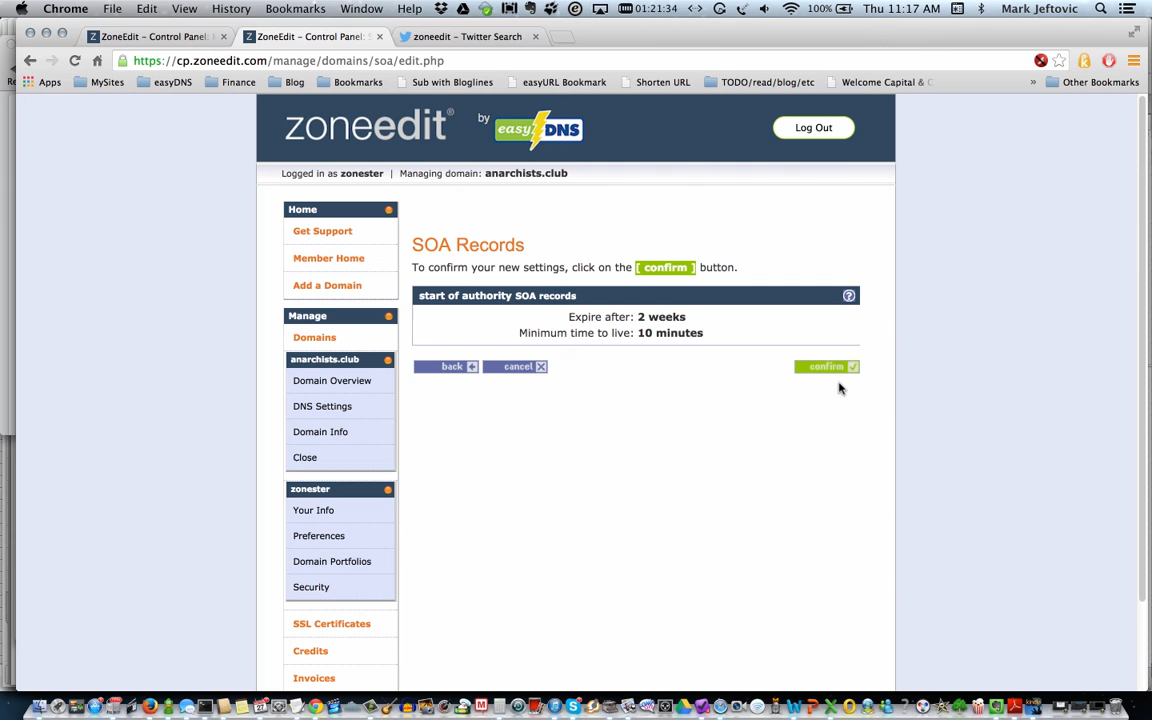 Chrome File Edit View History Bookmarks Window Help 01:21:34 100% Thu 11:17 AM Mark Jeftovic
ZoneEdit – Control Panel: ZoneEdit – Control Panel: zoneedit – Twitter Search
https://cp.zoneedit.com/manage/domains/soa/edit.php
Apps MySites easyDNS Finance Blog Bookmarks Sub with Bloglines easyURL Bookmark Shorten URL TODO/read/blog/etc Welcome Capital & » Other Bookmarks
zoneedit® by easyDNS Log Out
Logged in as zonester | Managing domain: anarchists.club
Home
Get Support
Member Home
Add a Domain
Manage
Domains
anarchists.club
Domain Overview
DNS Settings
Domain Info
Close
zonester
Your Info
Preferences
Domain Portfolios
Security
SSL Certificates
Credits
Invoices
SOA Records
To confirm your new settings, click on the [ confirm ] button.
start of authority SOA records ?
Expire after: 2 weeks
Minimum time to live: 10 minutes
back cancel confirm